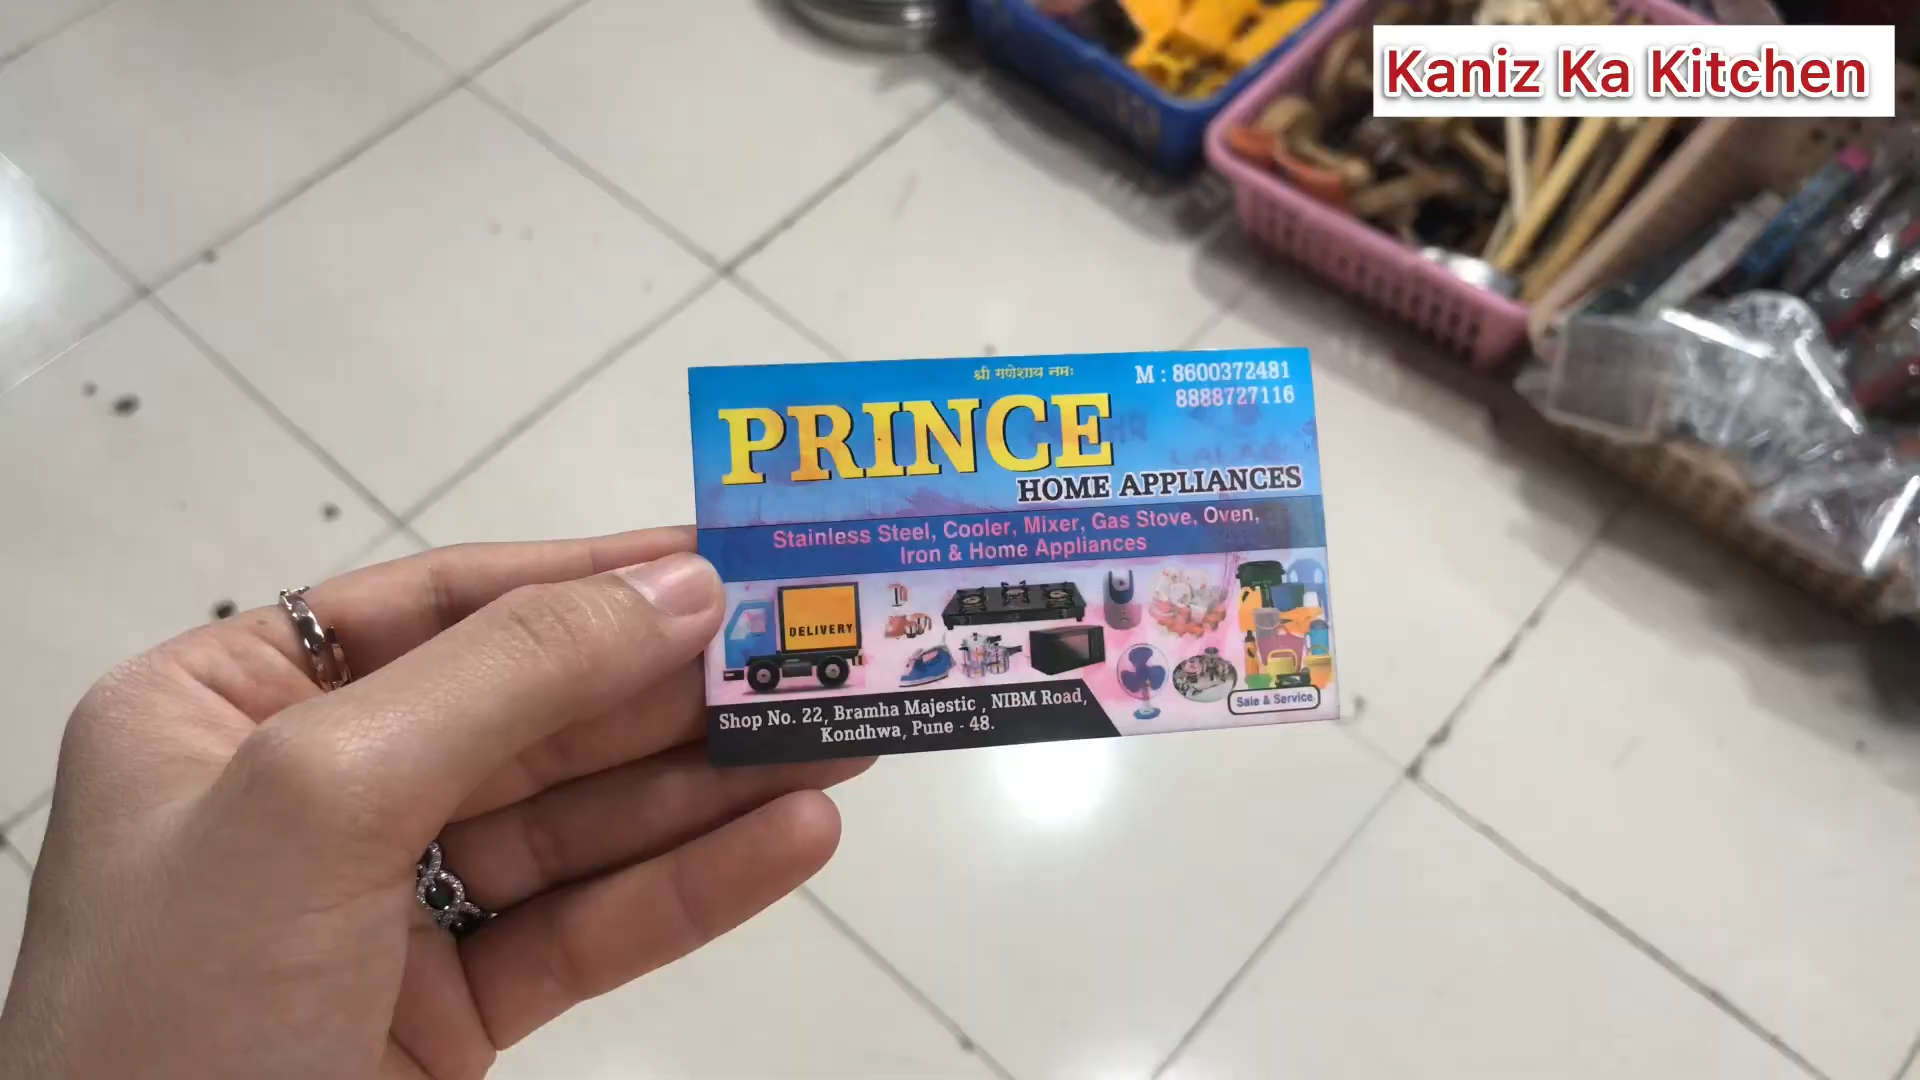 Kaniz Ka Kitchen
श्री गणेशाय नमः
M : 8600372481
8888727116
PRINCE
HOME APPLIANCES
Stainless Steel, Cooler, Mixer, Gas Stove, Oven,
Iron & Home Appliances
DELIVERY
Shop No. 22, Bramha Majestic , NIBM Road,
Kondhwa, Pune - 48.
Sale & Service